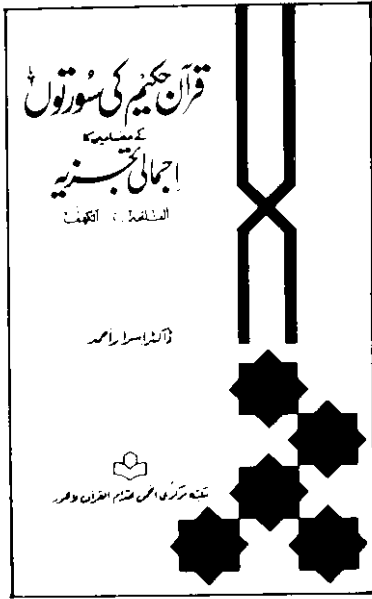 قرآن حکیم کی سورتوں
کے مضامین کا
اجمالی تجزیہ
الفاتحہ تا الکہف
ڈاکٹر اسرار احمد
مکتبہ مرکزی انجمن خدام القرآن لاہور